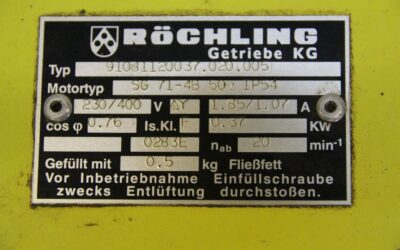 RÖCHLING
Getriebe KG
Typ 91081120037.020.005
Motortyp SG 71-4B SO IP54
230/400 V ΔY 1.85/1.07 A
cos φ 0.76 Is.Kl. F 0.37 KW
0283E nab 20 min-1
Gefüllt mit 0.5 kg Fließfett
Vor Inbetriebnahme Einfüllschraube
zwecks Entlüftung durchstoßen.